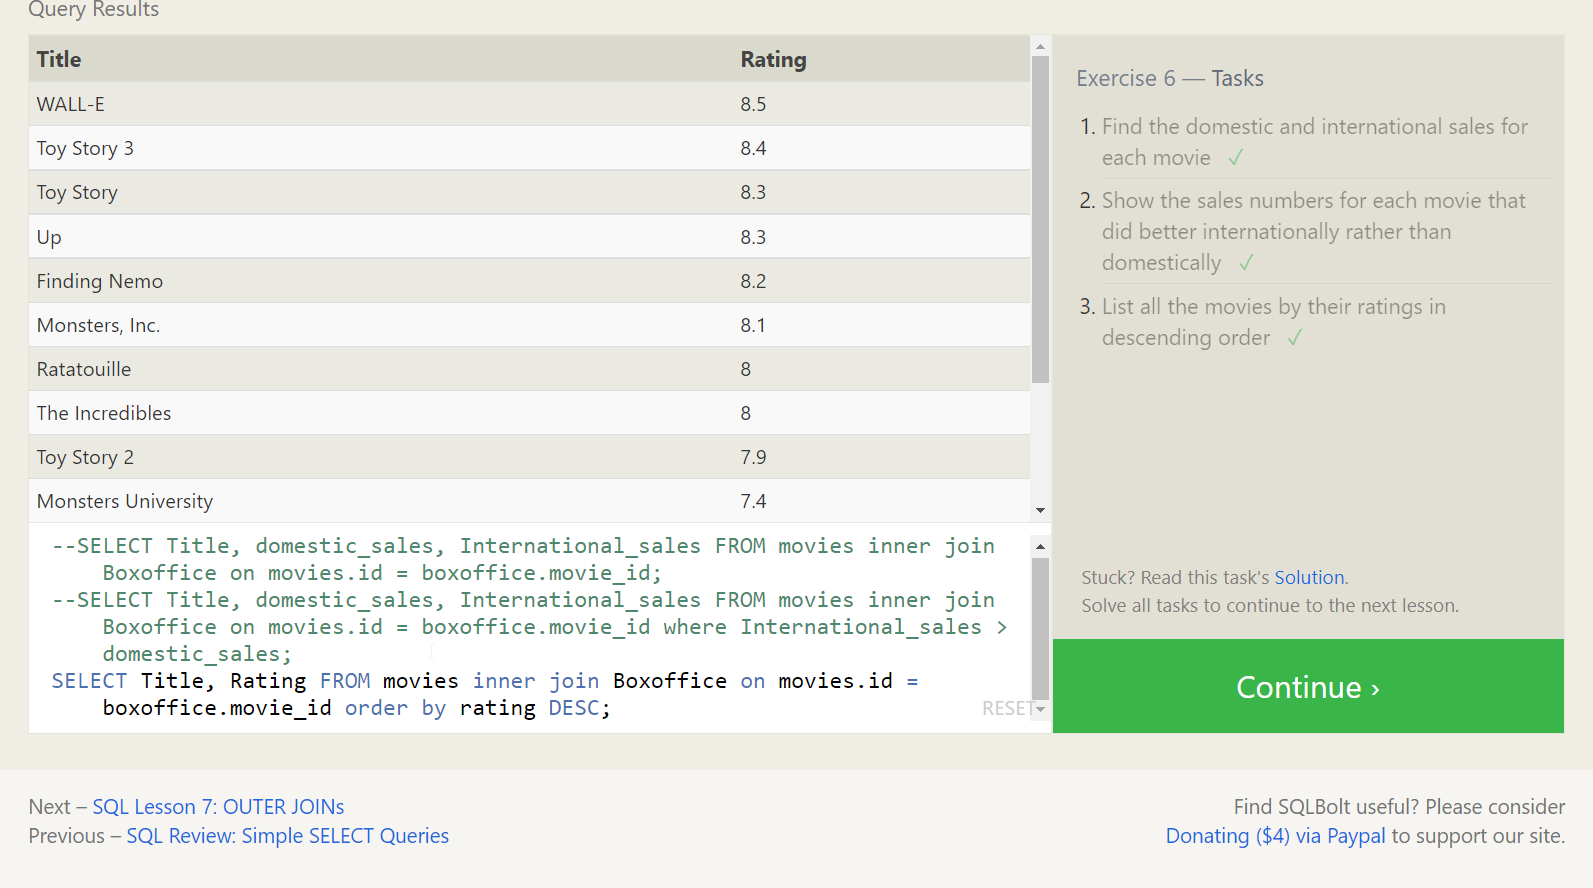 Query Results
Title Rating
WALL-E 8.5
Toy Story 3 8.4
Toy Story 8.3
Up 8.3
Finding Nemo 8.2
Monsters, Inc. 8.1
Ratatouille 8
The Incredibles 8
Toy Story 2 7.9
Monsters University 7.4
--SELECT Title, domestic_sales, International_sales FROM movies inner join
Boxoffice on movies.id = boxoffice.movie_id;
--SELECT Title, domestic_sales, International_sales FROM movies inner join
Boxoffice on movies.id = boxoffice.movie_id where International_sales >
domestic_sales;
SELECT Title, Rating FROM movies inner join Boxoffice on movies.id =
boxoffice.movie_id order by rating DESC;
RESET
Exercise 6 — Tasks
1. Find the domestic and international sales for
each movie ✓
2. Show the sales numbers for each movie that
did better internationally rather than
domestically ✓
3. List all the movies by their ratings in
descending order ✓
Stuck? Read this task's Solution.
Solve all tasks to continue to the next lesson.
Continue ›
Next – SQL Lesson 7: OUTER JOINs
Previous – SQL Review: Simple SELECT Queries
Find SQLBolt useful? Please consider
Donating ($4) via Paypal to support our site.